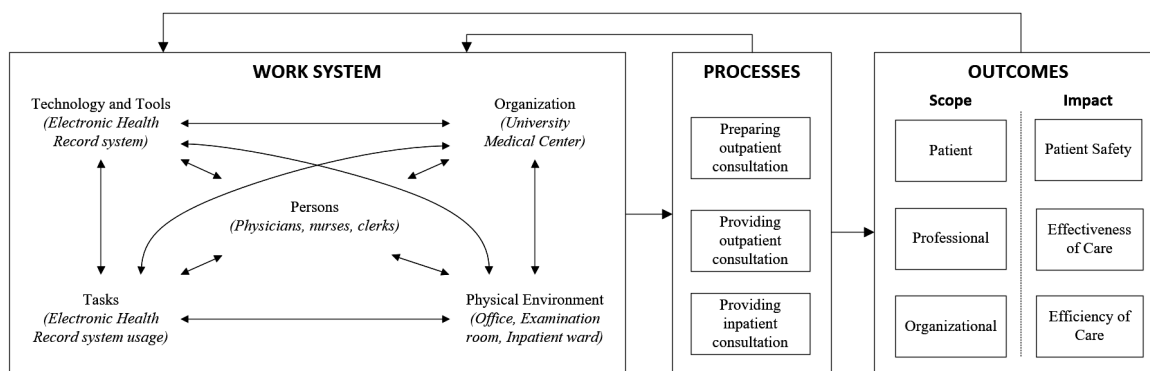 WORK SYSTEM
Technology and Tools
(Electronic Health
Record system)
Organization
(University
Medical Center)
Persons
(Physicians, nurses, clerks)
Tasks
(Electronic Health
Record system usage)
Physical Environment
(Office, Examination
room, Inpatient ward)
PROCESSES
Preparing
outpatient
consultation
Providing
outpatient
consultation
Providing
inpatient
consultation
OUTCOMES
Scope
Impact
Patient
Patient Safety
Professional
Effectiveness
of Care
Organizational
Efficiency of
Care